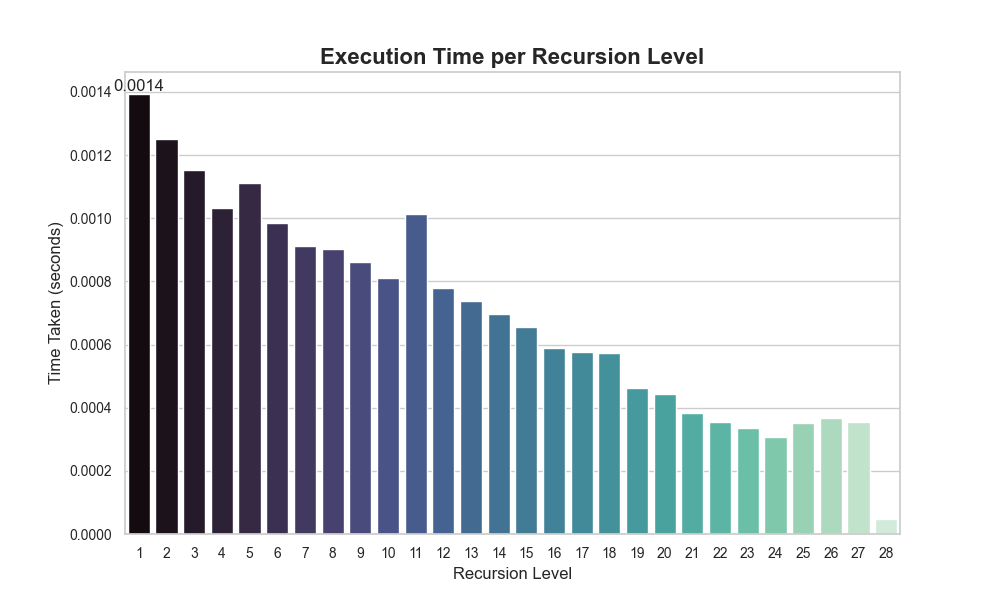 Execution Time per Recursion Level
0.0014
0.0014
0.0012
0.0010
0.0008
0.0006
0.0004
0.0002
0.0000
Time Taken (seconds)
1 2 3 4 5 6 7 8 9 10 11 12 13 14 15 16 17 18 19 20 21 22 23 24 25 26 27 28
Recursion Level